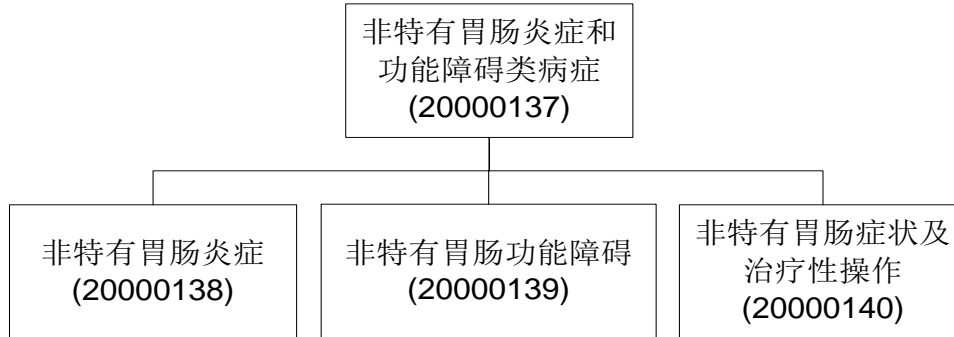 非特有胃肠炎症和
功能障碍类病症
(20000137)
非特有胃肠炎症
(20000138)
非特有胃肠功能障碍
(20000139)
非特有胃肠症状及
治疗性操作
(20000140)